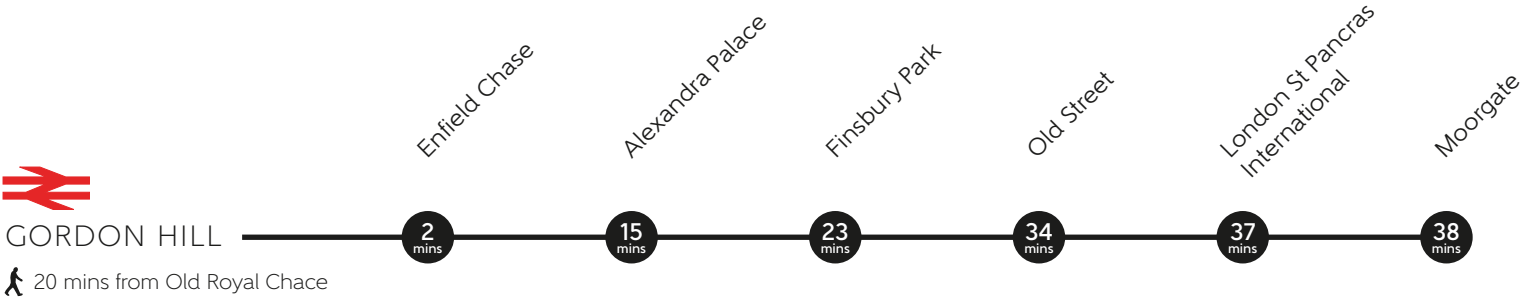 Enfield Chase
Alexandra Palace
Finsbury Park
Old Street
London St Pancras
International
Moorgate
GORDON HILL
2
mins
15
mins
23
mins
34
mins
37
mins
38
mins
20 mins from Old Royal Chace